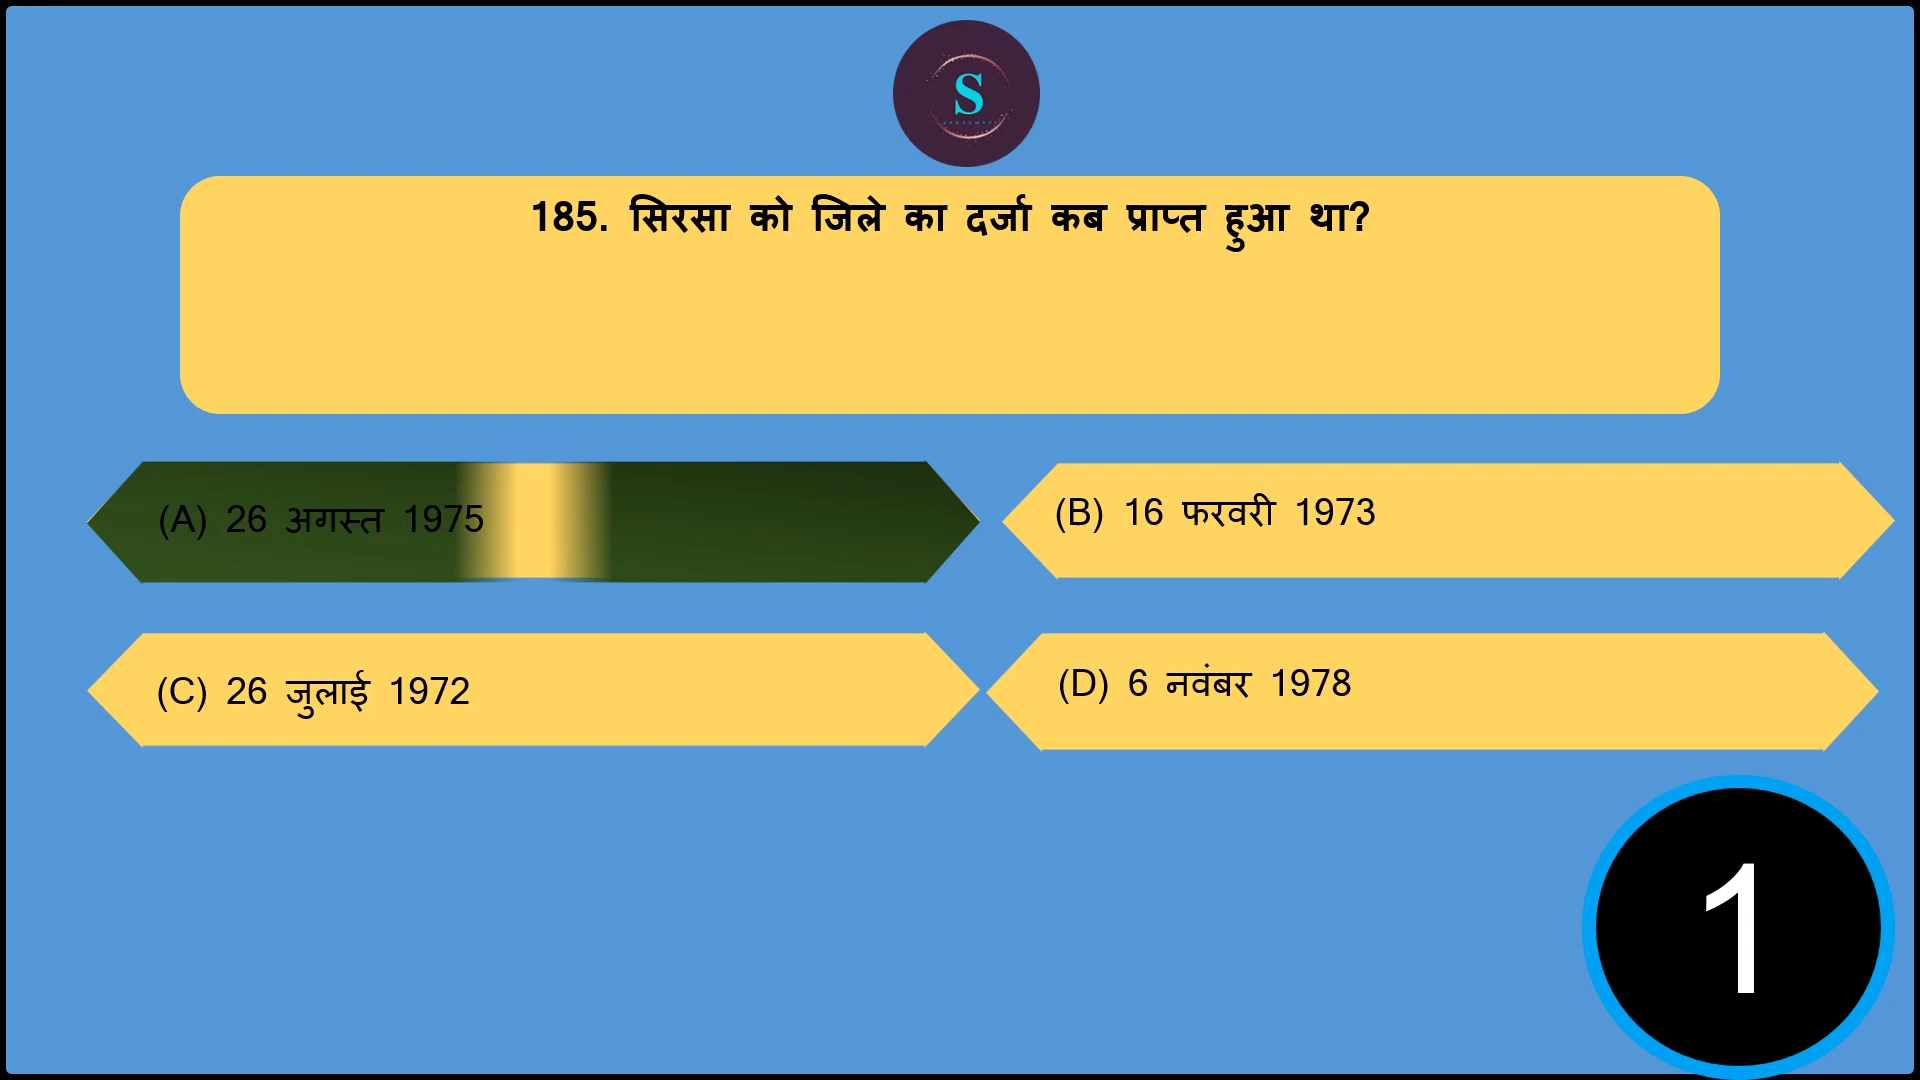 S
185. सिरसा को जिले का दर्जा कब प्राप्त हुआ था?
(A) 26 अगस्त 1975
(B) 16 फरवरी 1973
(C) 26 जुलाई 1972
(D) 6 नवंबर 1978
1